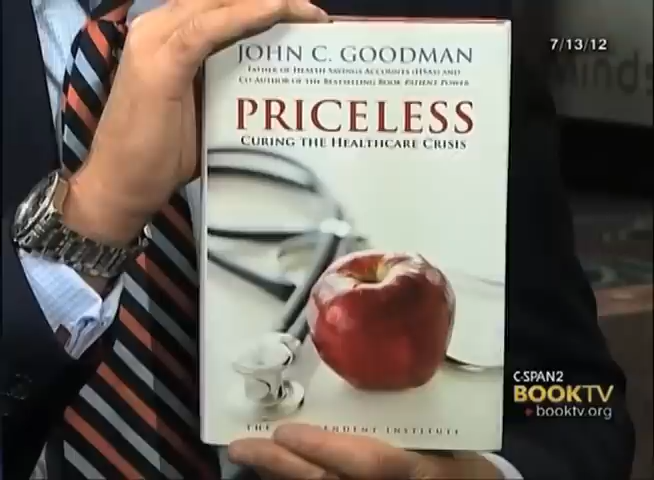 JOHN C. GOODMAN
FATHER OF HEALTH SAVINGS ACCOUNTS (HSAS) AND
CO-AUTHOR OF THE BESTSELLING BOOK PATIENT POWER
PRICELESS
CURING THE HEALTHCARE CRISIS
INSTITUTE
7/13/12
C-SPAN2
BOOKTV
booktv.org